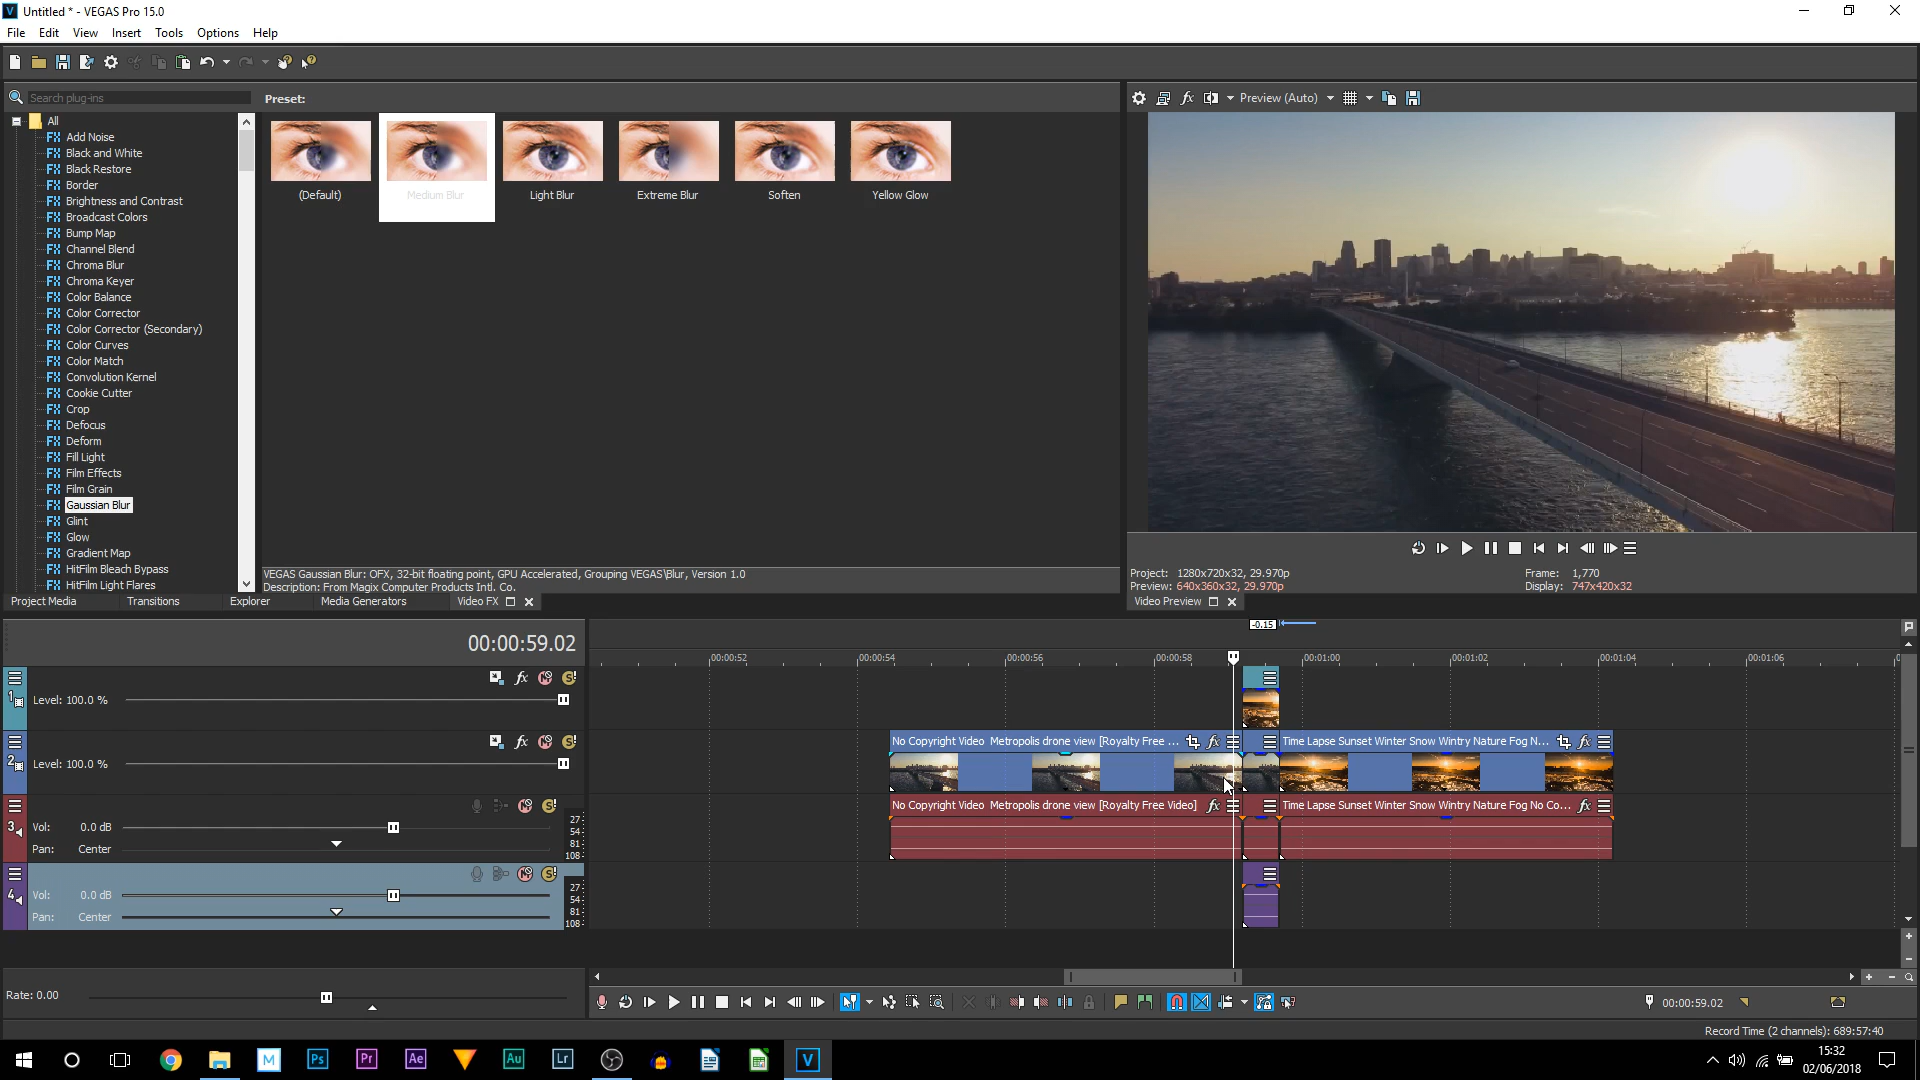 Untitled * - VEGAS Pro 15.0
File Edit View Insert Tools Options Help
Search plug-ins
All
Add Noise
Black and White
Black Restore
Border
Brightness and Contrast
Broadcast Colors
Bump Map
Channel Blend
Chroma Blur
Chroma Keyer
Color Balance
Color Corrector
Color Corrector (Secondary)
Color Curves
Color Match
Convolution Kernel
Cookie Cutter
Crop
Defocus
Deform
Fill Light
Film Effects
Film Grain
Gaussian Blur
Glint
Glow
Gradient Map
HitFilm Bleach Bypass
HitFilm Light Flares
Preset:
(Default) Medium Blur Light Blur Extreme Blur Soften Yellow Glow
VEGAS Gaussian Blur: OFX, 32-bit floating point, GPU Accelerated, Grouping VEGAS\Blur, Version 1.0
Description: From Magix Computer Products Intl. Co.
Project Media Transitions Explorer Media Generators Video FX
Preview (Auto)
Project: 1280x720x32, 29.970p
Preview: 640x360x32, 29.970p
Frame: 1,770
Display: 747x420x32
Video Preview
00:00:59.02
-0.15
00:00:52 00:00:54 00:00:56 00:00:58 00:01:00 00:01:02 00:01:04 00:01:06
1
Level: 100.0 %
2
Level: 100.0 %
3
Vol: 0.0 dB
Pan: Center
27
54
81
108
4
Vol: 0.0 dB
Pan: Center
27
54
81
108
No Copyright Video Metropolis drone view [Royalty Free ...
Time Lapse Sunset Winter Snow Wintry Nature Fog N...
No Copyright Video Metropolis drone view [Royalty Free Video]
Time Lapse Sunset Winter Snow Wintry Nature Fog No Co...
Rate: 0.00
00:00:59.02
Record Time (2 channels): 689:57:40
M Ps Pr Ae Au Lr V
15:32
02/06/2018